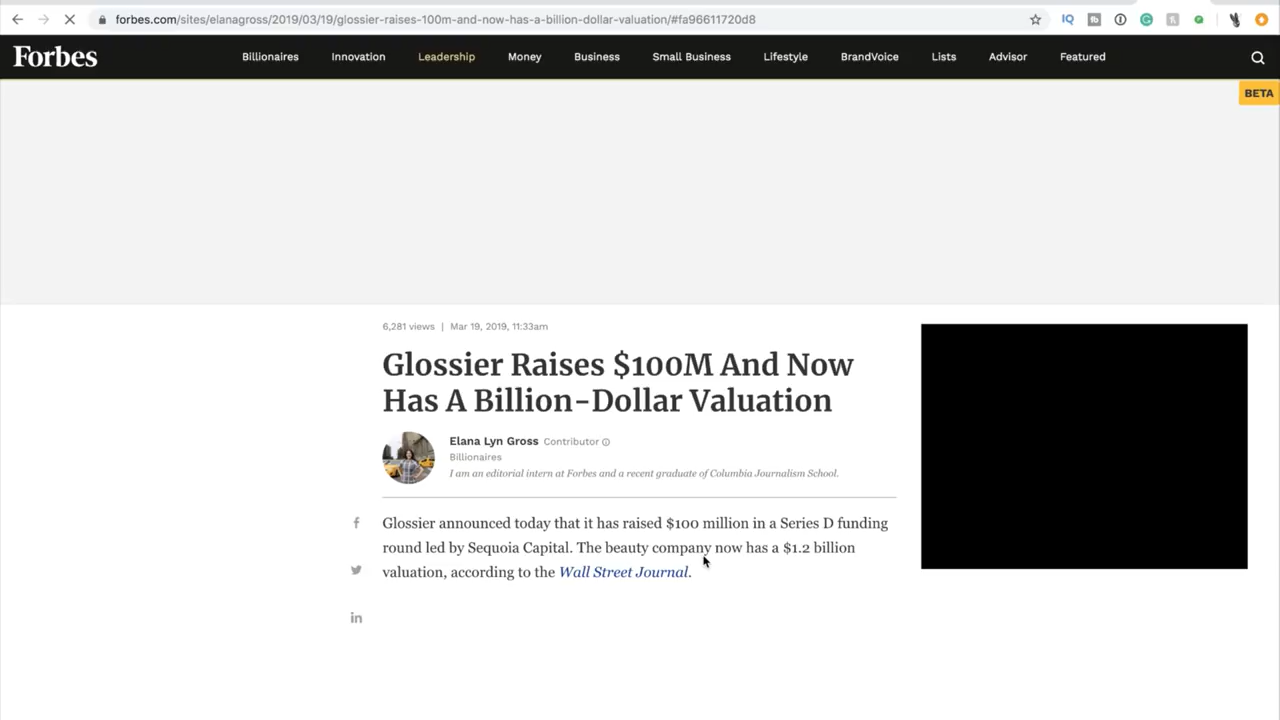 forbes.com/sites/elanagross/2019/03/19/glossier-raises-100m-and-now-has-a-billion-dollar-valuation/#fa96611720d8
IQ
Forbes
Billionaires Innovation Leadership Money Business Small Business Lifestyle BrandVoice Lists Advisor Featured
BETA
6,281 views | Mar 19, 2019, 11:33am
Glossier Raises $100M And Now
Has A Billion-Dollar Valuation
Elana Lyn Gross Contributor
Billionaires
I am an editorial intern at Forbes and a recent graduate of Columbia Journalism School.
Glossier announced today that it has raised $100 million in a Series D funding
round led by Sequoia Capital. The beauty company now has a $1.2 billion
valuation, according to the Wall Street Journal.